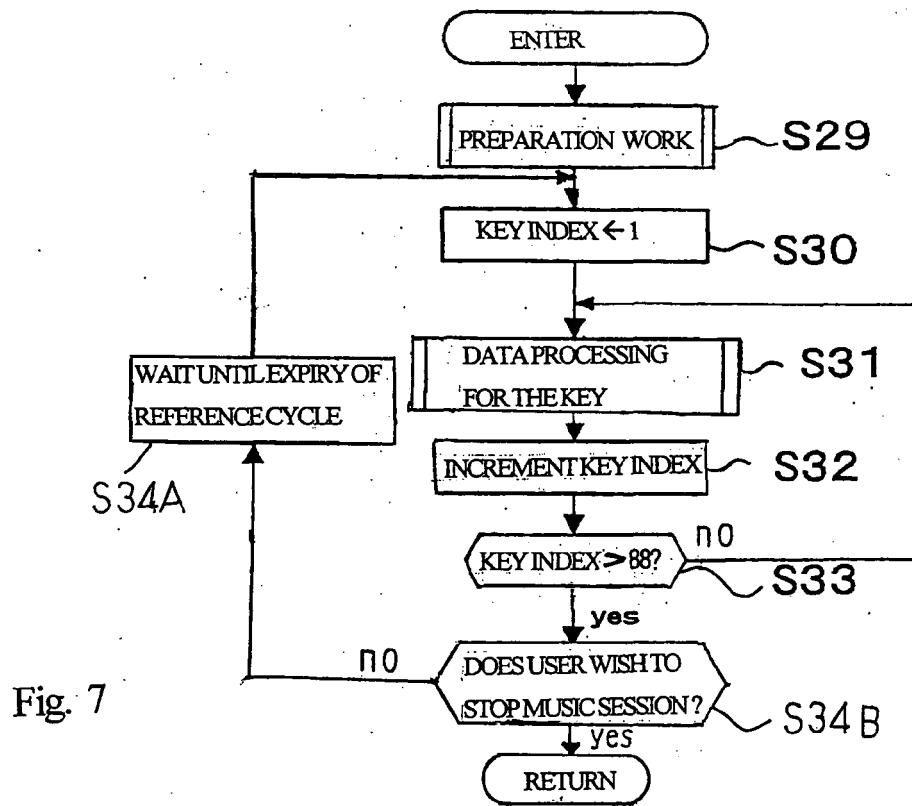 ENTER
PREPARATION WORK
S29
KEY INDEX ← 1
S30
DATA PROCESSING
FOR THE KEY
S31
WAIT UNTIL EXPIRY OF
REFERENCE CYCLE
S34A
INCREMENT KEY INDEX
S32
KEY INDEX > 88?
no
S33
yes
no
DOES USER WISH TO
STOP MUSIC SESSION?
S34B
yes
RETURN
Fig. 7